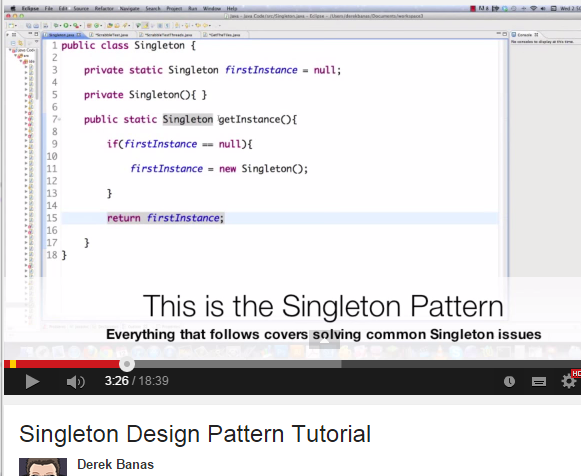 Eclipse File Edit Source Refactor Navigate Search Project Run Window Help
Java - Java Code/src/Singleton.java - Eclipse - /Users/derekbanas/Documents/workspace3
Singleton.java ScrabbleTest.java ScrabbleTestThreads.java GetTheTiles.java Console
No consoles to display at this time.
1 public class Singleton {
2
3 private static Singleton firstInstance = null;
4
5 private Singleton(){ }
6
7 public static Singleton getInstance(){
8
9 if(firstInstance == null){
10
11 firstInstance = new Singleton();
12
13 }
14
15 return firstInstance;
16
17 }
18 }
This is the Singleton Pattern
Everything that follows covers solving common Singleton issues
3:26 / 18:39
HD
Singleton Design Pattern Tutorial
Derek Banas